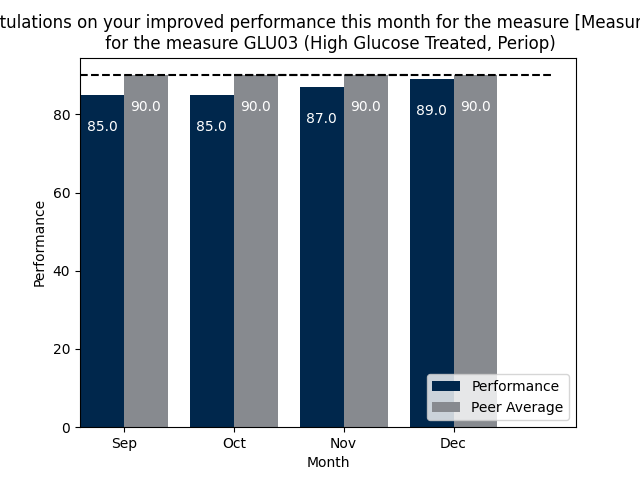 tulations on your improved performance this month for the measure [Measur
for the measure GLU03 (High Glucose Treated, Periop)
80
60
40
20
0
Performance
85.0
90.0
85.0
90.0
87.0
90.0
89.0
90.0
Performance
Peer Average
Sep
Oct
Nov
Dec
Month